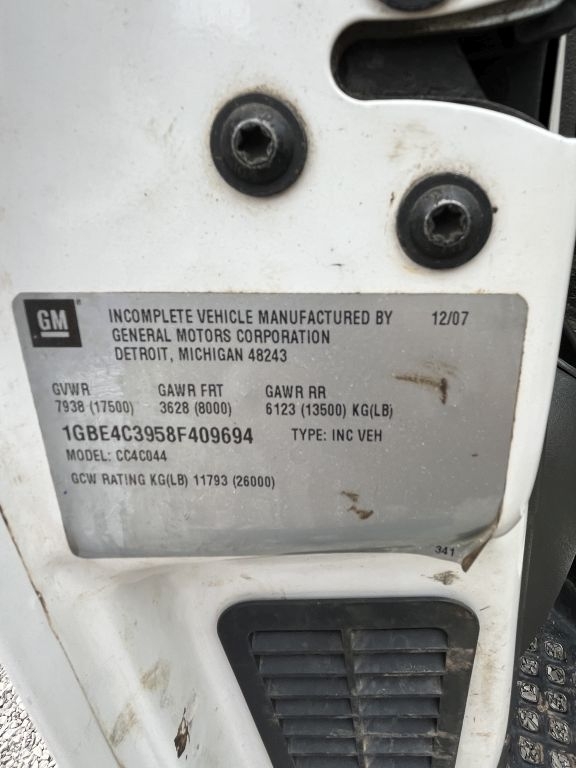 GM
INCOMPLETE VEHICLE MANUFACTURED BY 12/07
GENERAL MOTORS CORPORATION
DETROIT, MICHIGAN 48243
GVWR GAWR FRT GAWR RR
7938 (17500) 3628 (8000) 6123 (13500) KG(LB)
1GBE4C3958F409694 TYPE: INC VEH
MODEL: CC4C044
GCW RATING KG(LB) 11793 (26000)
341